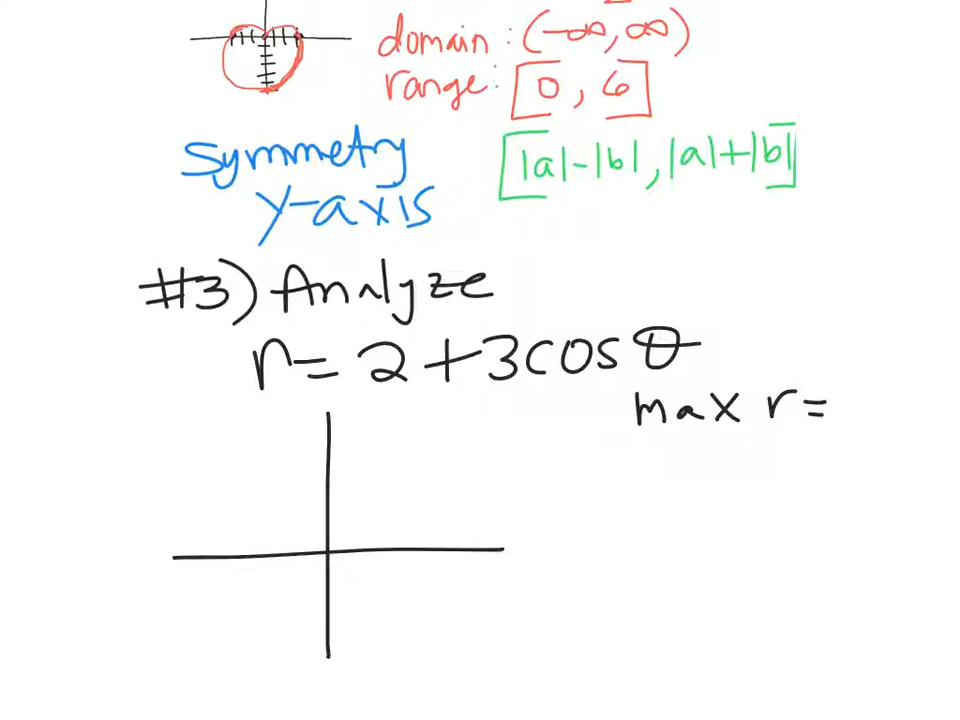 domain: (-∞, ∞)
range: [0, 6]
Symmetry
y-axis
[|a|-|b|, |a|+|b|]
#3) Analyze
r= 2+3cos θ
max r=